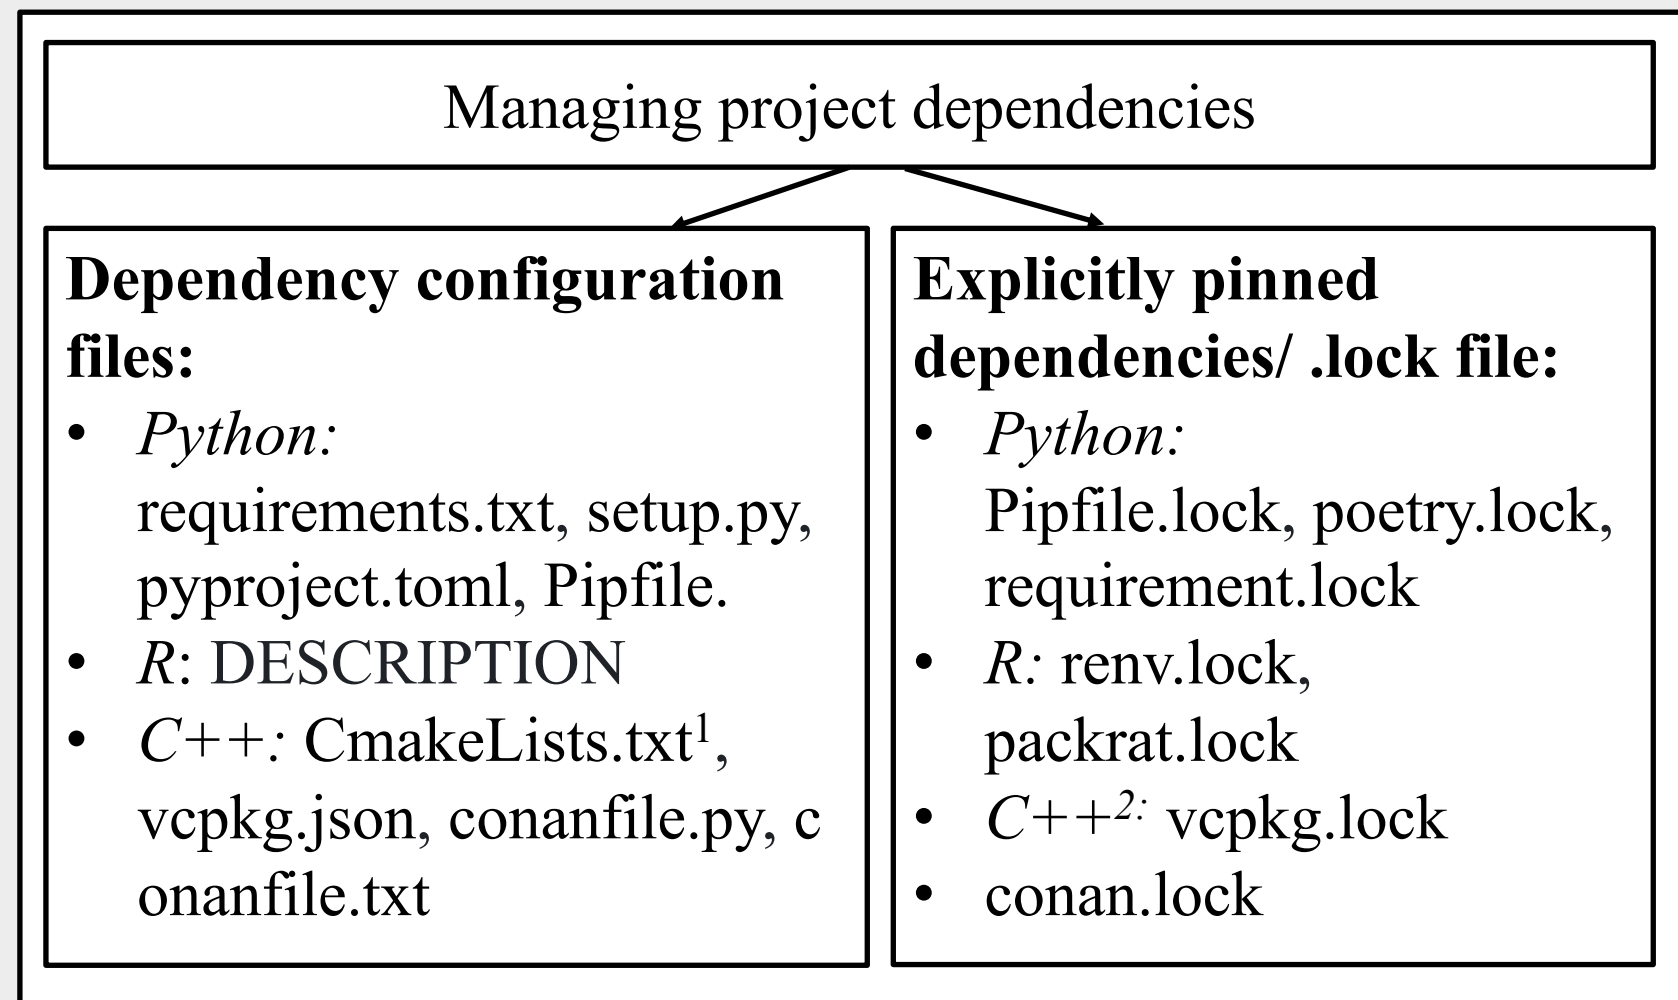 Managing project dependencies
Dependency configuration
files:
• Python:
requirements.txt, setup.py,
pyproject.toml, Pipfile.
• R: DESCRIPTION
• C++: CmakeLists.txt¹,
vcpkg.json, conanfile.py, c
onanfile.txt
Explicitly pinned
dependencies/ .lock file:
• Python:
Pipfile.lock, poetry.lock,
requirement.lock
• R: renv.lock,
packrat.lock
• C++²: vcpkg.lock
• conan.lock